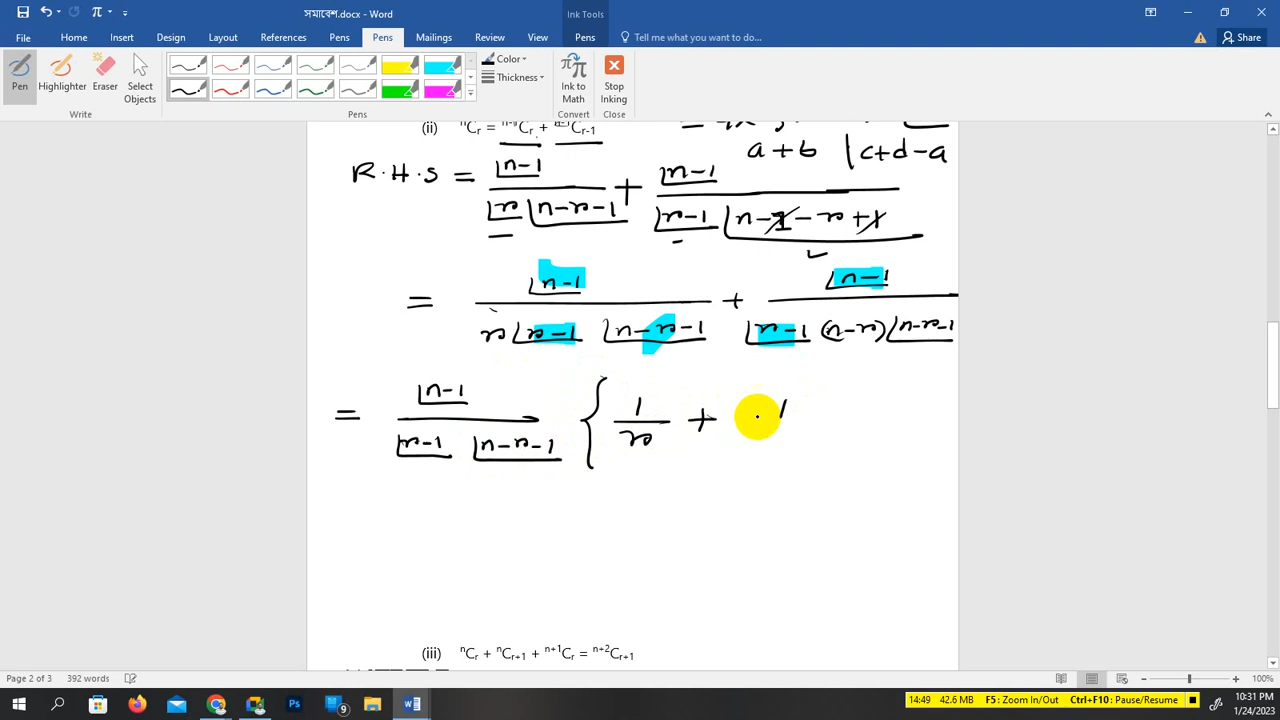 সমাবেশ.docx - Word
Ink Tools
File Home Insert Design Layout References Mailings Review View Pens Tell me what you want to do... Share
Pen Highlighter Eraser Select Objects
Color
Thickness
Ink to Math
Stop Inking
Write Pens Convert Close
(ii) nCr = n-1Cr + n-1Cr-1
a + b |c+d-a
R.H.S = |n-1 / |r |n-r-1 + |n-1 / |r-1 |n-1-r+1
= |n-1 / r |r-1 |n-r-1 + |n-1 / |r-1 (n-r) |n-r-1
= |n-1 / |r-1 |n-r-1 { 1/r + 1
(iii) nCr + nCr+1 + n+1Cr = n+2Cr+1
Page 2 of 3 392 words 100%
14:49 42.6 MB F5: Zoom In/Out Ctrl+F10: Pause/Resume
10:31 PM
1/24/2023